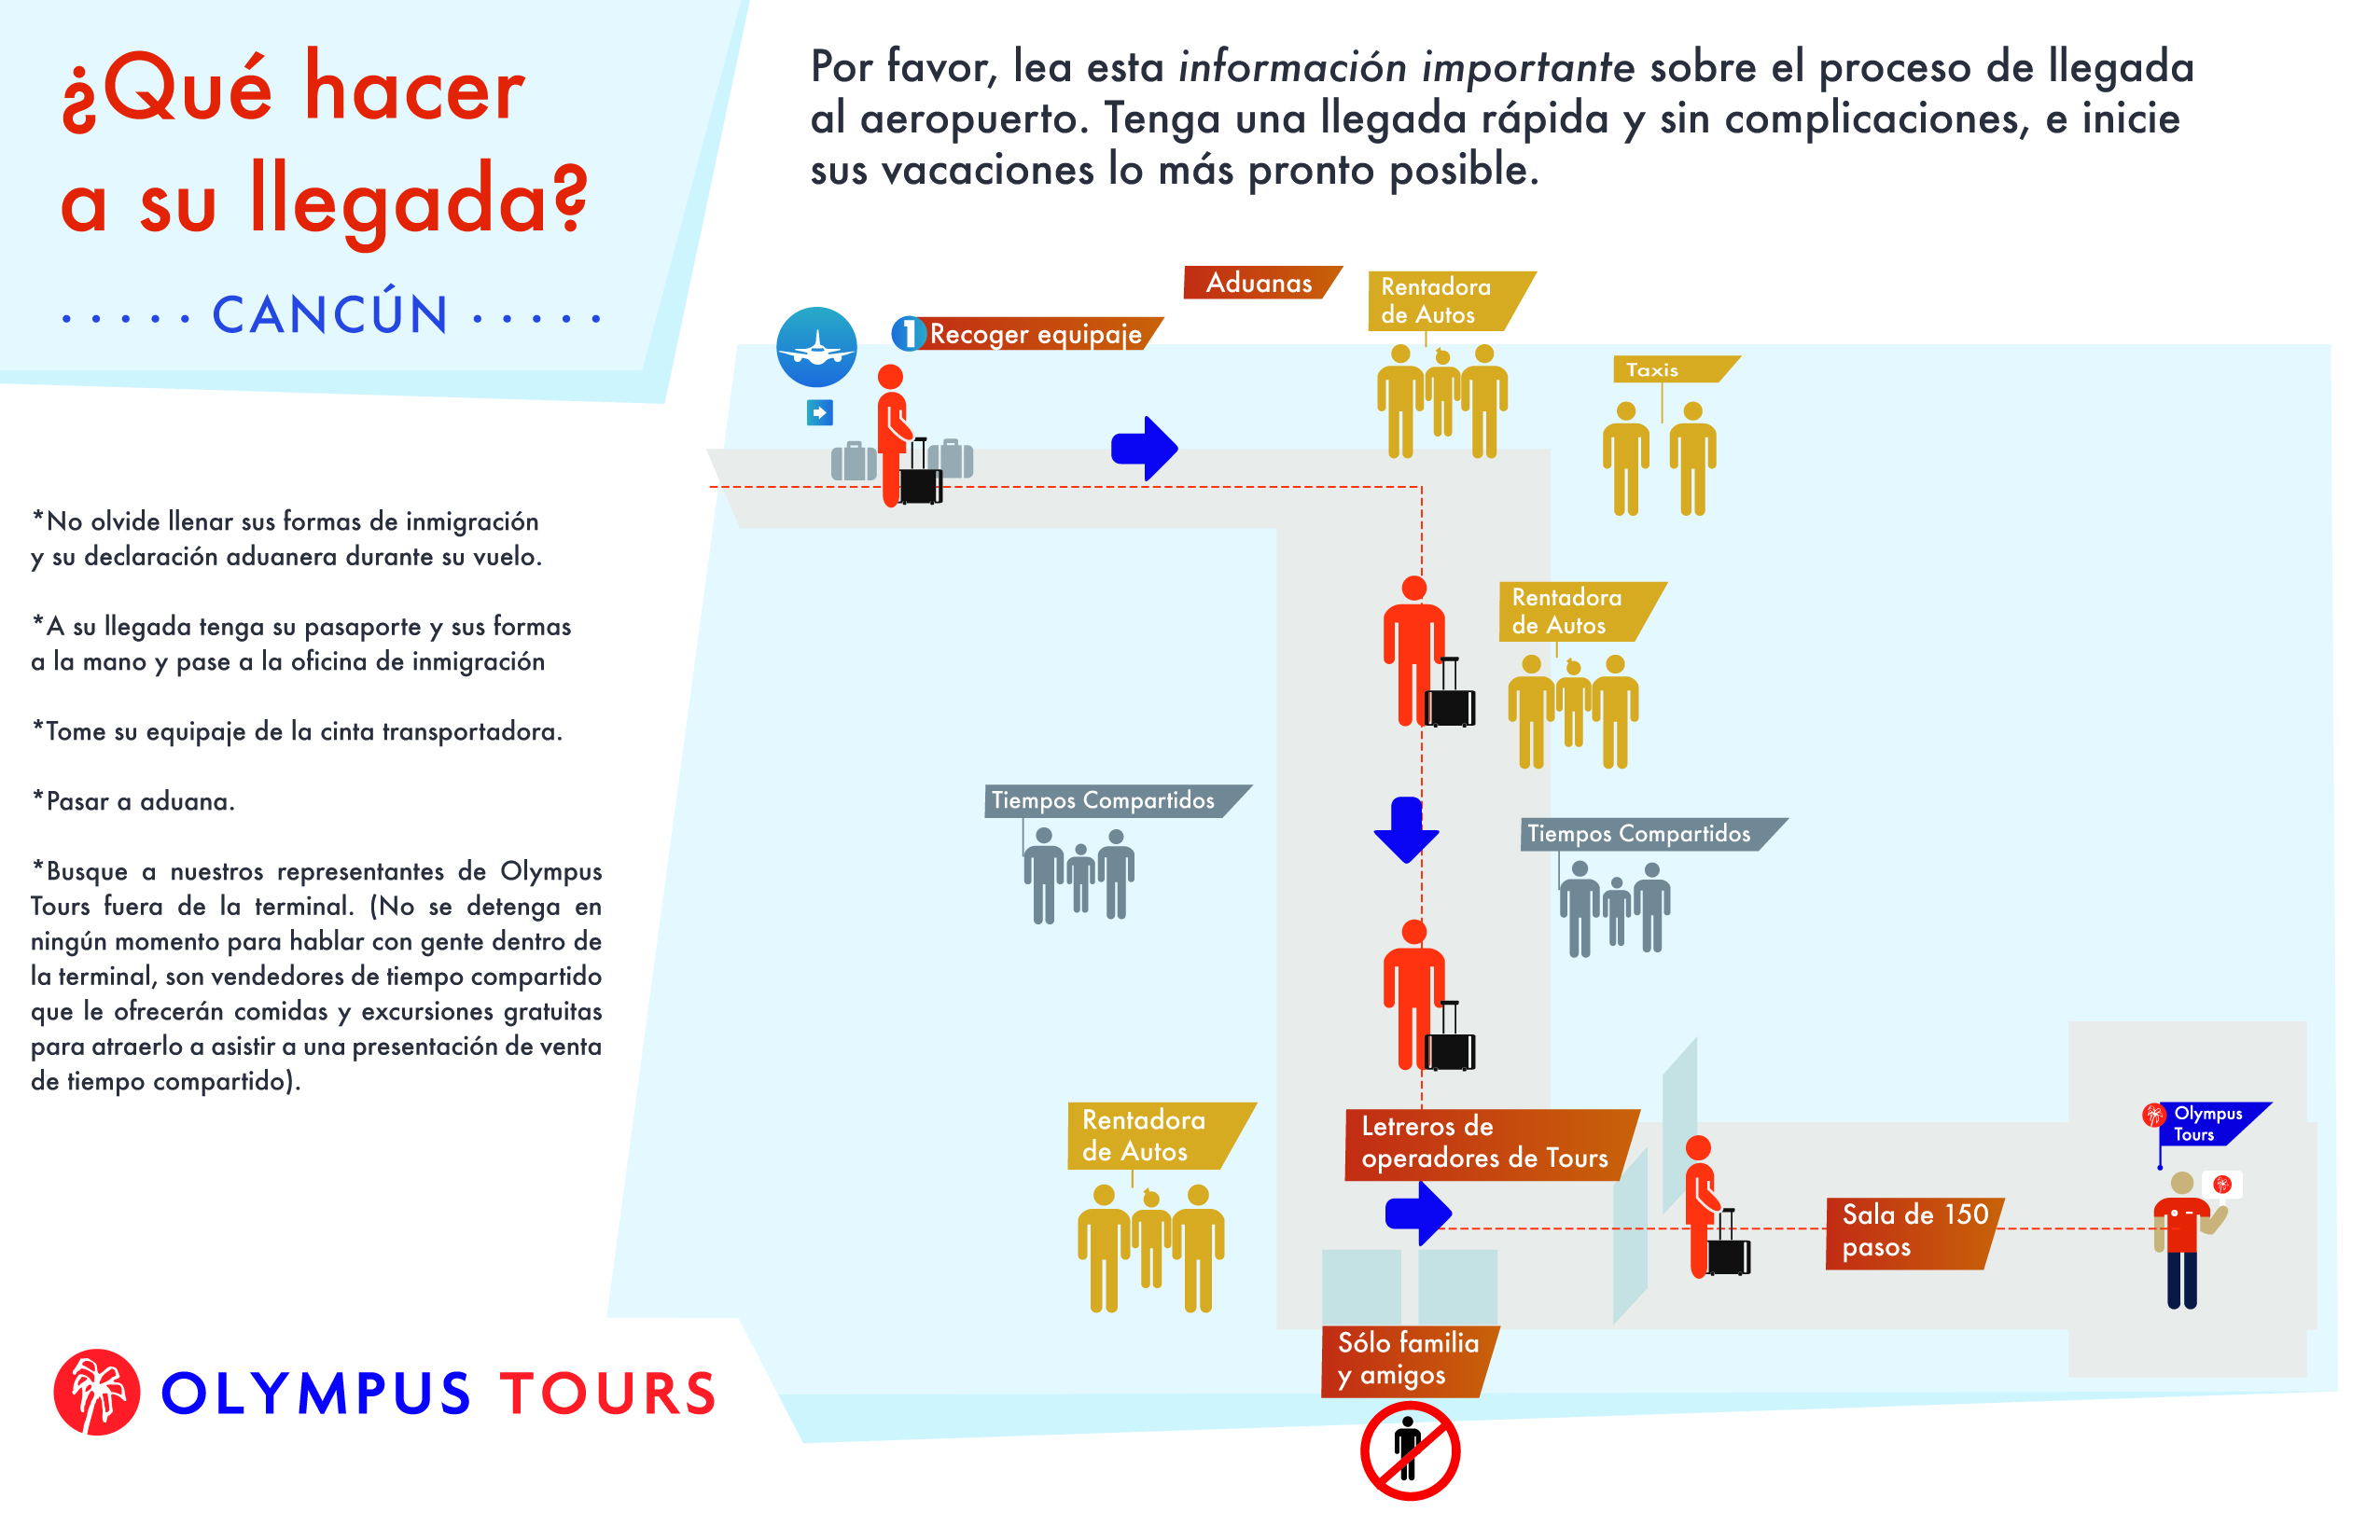 ¿Qué hacer
a su llegada?
CANCÚN
Por favor, lea esta información importante sobre el proceso de llegada
al aeropuerto. Tenga una llegada rápida y sin complicaciones, e inicie
sus vacaciones lo más pronto posible.
*No olvide llenar sus formas de inmigración
y su declaración aduanera durante su vuelo.
*A su llegada tenga su pasaporte y sus formas
a la mano y pase a la oficina de inmigración
*Tome su equipaje de la cinta transportadora.
*Pasar a aduana.
*Busque a nuestros representantes de Olympus
Tours fuera de la terminal. (No se detenga en
ningún momento para hablar con gente dentro de
la terminal, son vendedores de tiempo compartido
que le ofrecerán comidas y excursiones gratuitas
para atraerlo a asistir a una presentación de venta
de tiempo compartido).
1 Recoger equipaje
Aduanas
Rentadora
de Autos
Taxis
Rentadora
de Autos
Tiempos Compartidos
Tiempos Compartidos
Rentadora
de Autos
Letreros de
operadores de Tours
Olympus
Tours
Sala de 150
pasos
Sólo familia
y amigos
OLYMPUS TOURS